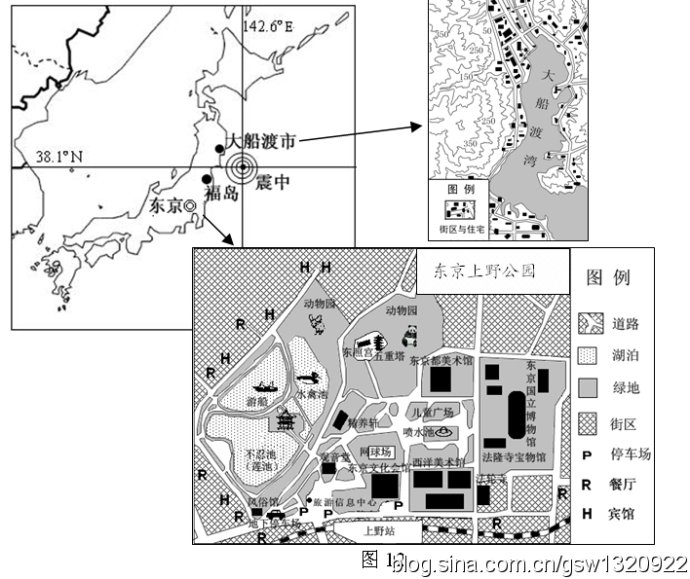 142.6°E
38.1°N
大船渡市
震中
福岛
东京
350
50
150
250
250
150
350
大船渡湾
图 例
街区与住宅
东京上野公园
图 例
道路
湖泊
绿地
街区
P 停车场
R 餐厅
H 宾馆
H H
动物园
动物园
H
R
H
R
东照宫
五重塔
东京都美术馆
游船
水禽池
东京国立博物馆
精养轩
儿童广场
喷水池
不忍池
(莲池)
网球场
法隆寺宝物馆
东京文化会馆
西洋美术馆
R
风俗馆
H
R
地下停车场
旅游信息中心
P
P
P
上野站
R
R
R
图 12
blog.sina.com.cn/gsw1320922